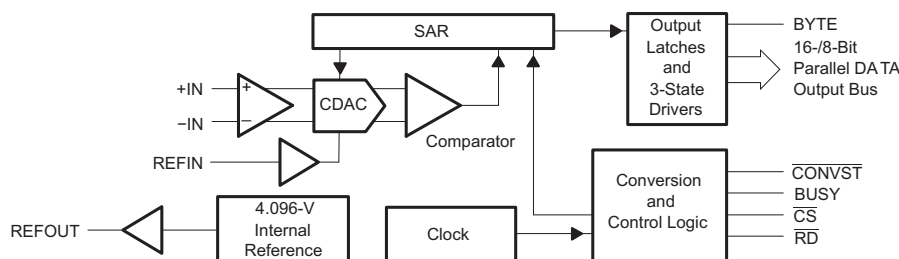 SAR
Output
Latches
and
3-State
Drivers
BYTE
16-/8-Bit
Parallel DATA
Output Bus
+IN
−IN
+
−
CDAC
Comparator
REFIN
Conversion
and
Control Logic
CONVST
BUSY
CS
RD
REFOUT
4.096-V
Internal
Reference
Clock